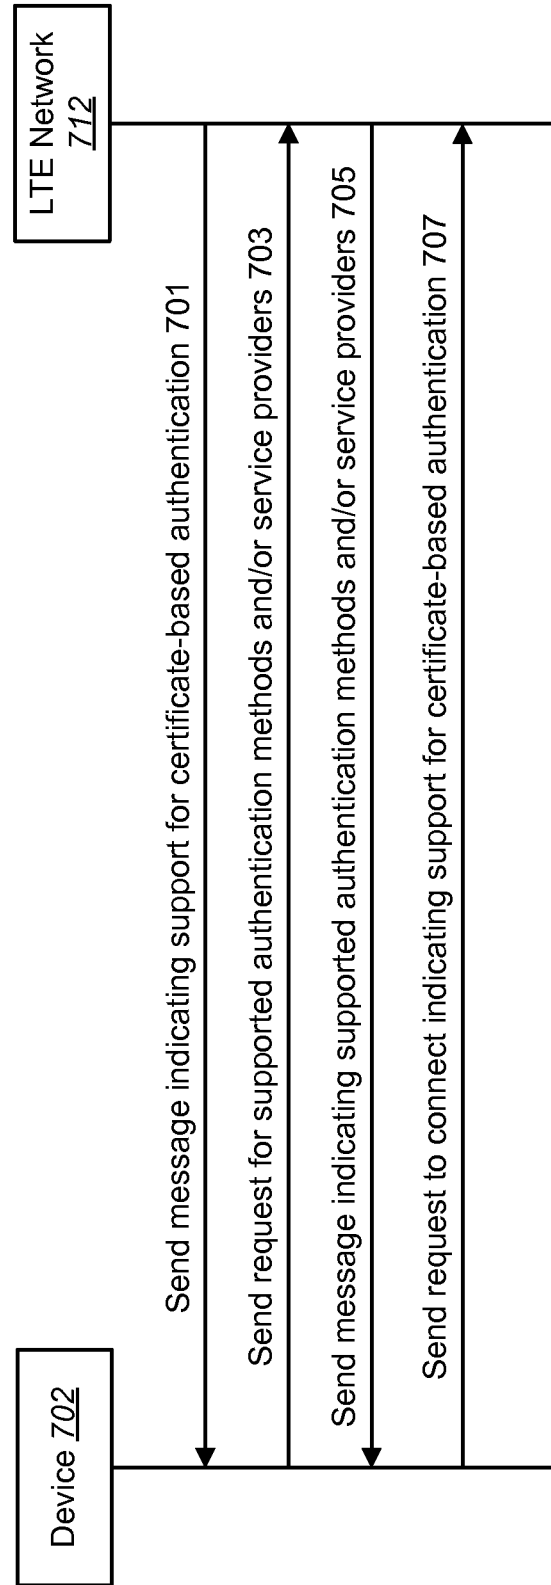 Device 702
LTE Network
712
Send message indicating support for certificate-based authentication 701
Send request for supported authentication methods and/or service providers 703
Send message indicating supported authentication methods and/or service providers 705
Send request to connect indicating support for certificate-based authentication 707